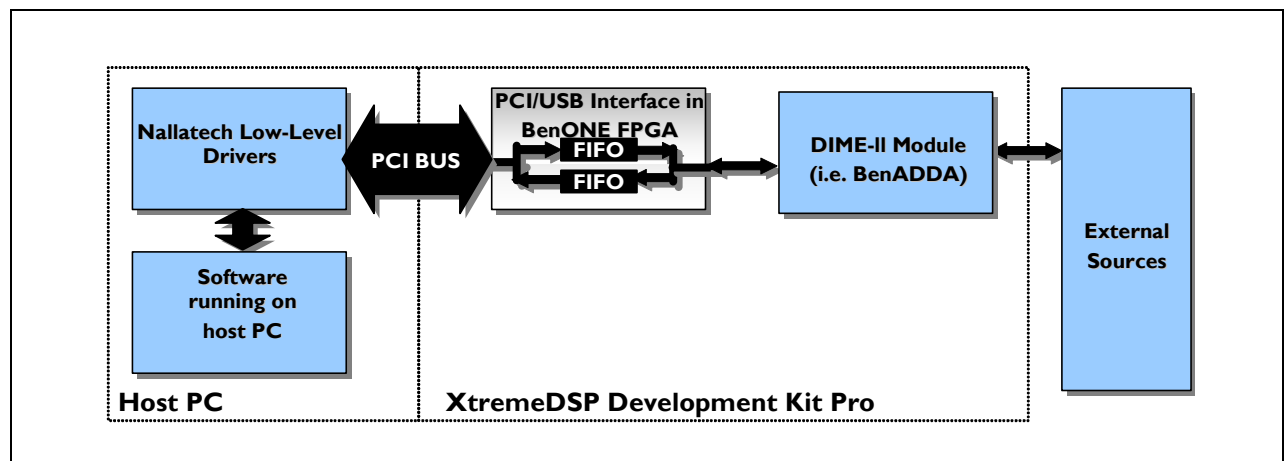 Nallatech Low-Level
Drivers
PCI BUS
PCI/USB Interface in
BenONE FPGA
FIFO
FIFO
DIME-II Module
(i.e. BenADDA)
External
Sources
Software
running on
host PC
Host PC
XtremeDSP Development Kit Pro